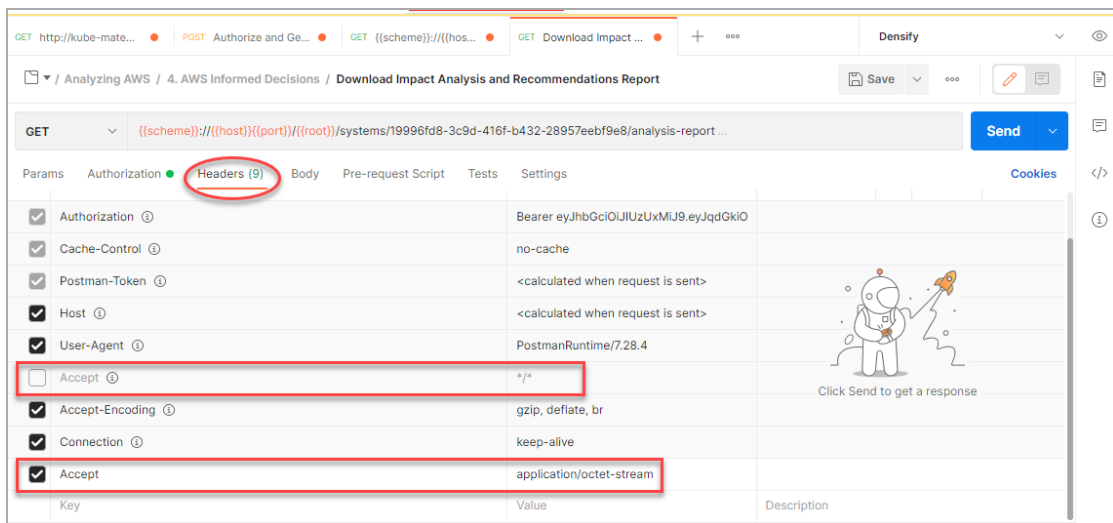 GET http://kube-mate... POST Authorize and Ge... GET {{scheme}}://{{hos... GET Download Impact ... + ooo Densify
/ Analyzing AWS / 4. AWS Informed Decisions / Download Impact Analysis and Recommendations Report Save ooo
GET {{scheme}}://{{host}}{{port}}/{{root}}/systems/19996fd8-3c9d-416f-b432-28957eebf9e8/analysis-report ... Send
Params Authorization Headers (9) Body Pre-request Script Tests Settings Cookies </>
Authorization Bearer eyJhbGciOiJIUzUxMiJ9.eyJqdGkiO
Cache-Control no-cache
Postman-Token <calculated when request is sent>
Host <calculated when request is sent>
User-Agent PostmanRuntime/7.28.4
Accept */*
Click Send to get a response
Accept-Encoding gzip, deflate, br
Connection keep-alive
Accept application/octet-stream
Key Value Description